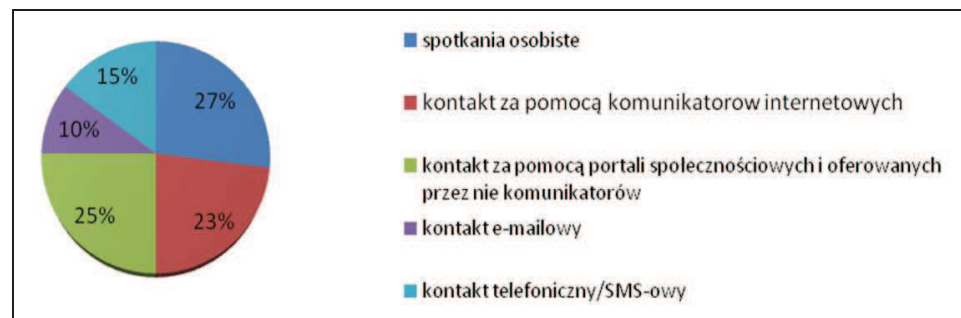 15%
27%
10%
25%
23%
spotkania osobiste
kontakt za pomocą komunikatorow internetowych
kontakt za pomocą portali społecznościowych i oferowanych
przez nie komunikatorów
kontakt e-mailowy
kontakt telefoniczny/SMS-owy